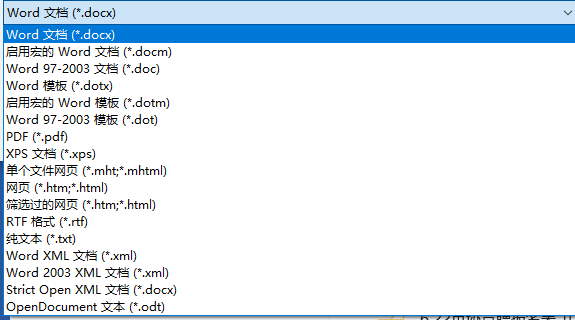 Word 文档 (*.docx)
Word 文档 (*.docx)
启用宏的 Word 文档 (*.docm)
Word 97-2003 文档 (*.doc)
Word 模板 (*.dotx)
启用宏的 Word 模板 (*.dotm)
Word 97-2003 模板 (*.dot)
PDF (*.pdf)
XPS 文档 (*.xps)
单个文件网页 (*.mht;*.mhtml)
网页 (*.htm;*.html)
筛选过的网页 (*.htm;*.html)
RTF 格式 (*.rtf)
纯文本 (*.txt)
Word XML 文档 (*.xml)
Word 2003 XML 文档 (*.xml)
Strict Open XML 文档 (*.docx)
OpenDocument 文本 (*.odt)